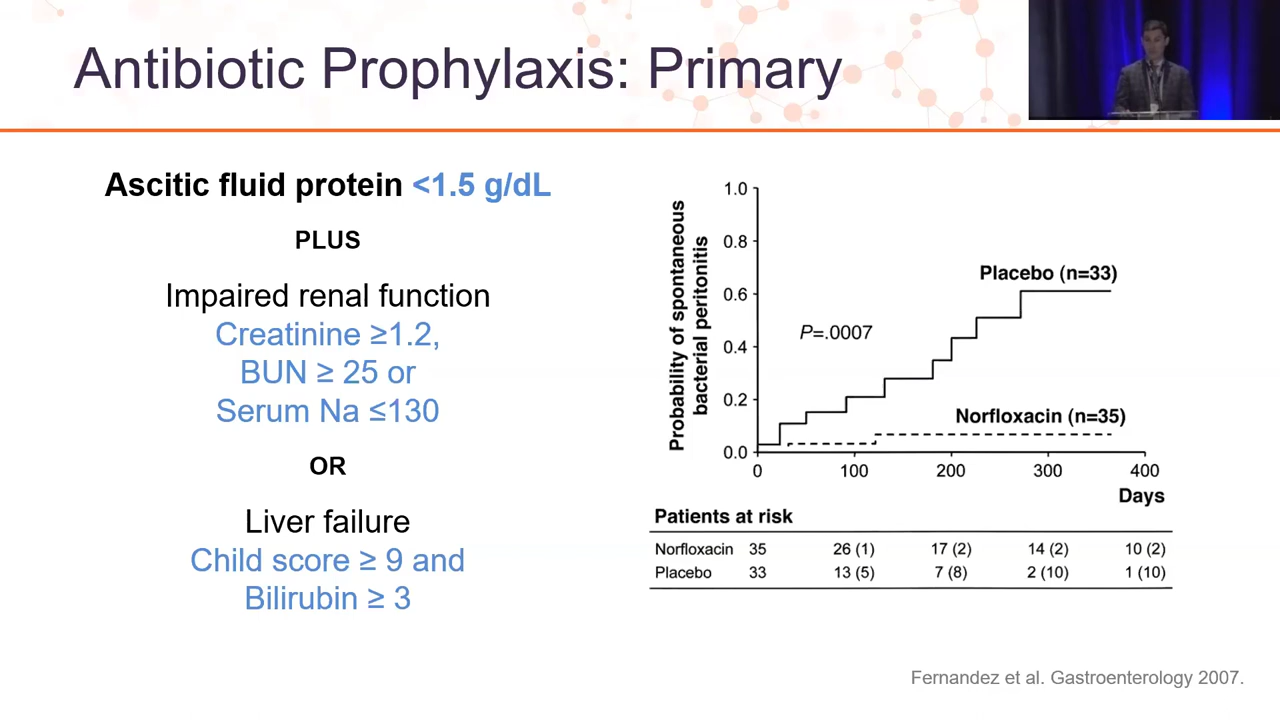 Antibiotic Prophylaxis: Primary
Ascitic fluid protein <1.5 g/dL
PLUS
Impaired renal function
Creatinine ≥1.2,
BUN ≥ 25 or
Serum Na ≤130
OR
Liver failure
Child score ≥ 9 and
Bilirubin ≥ 3
Probability of spontaneous
bacterial peritonitis
1.0
0.8
0.6
0.4
0.2
0.0
Placebo (n=33)
P=.0007
Norfloxacin (n=35)
0 100 200 300 400
Days
Patients at risk
Norfloxacin 35 26 (1) 17 (2) 14 (2) 10 (2)
Placebo 33 13 (5) 7 (8) 2 (10) 1 (10)
Fernandez et al. Gastroenterology 2007.